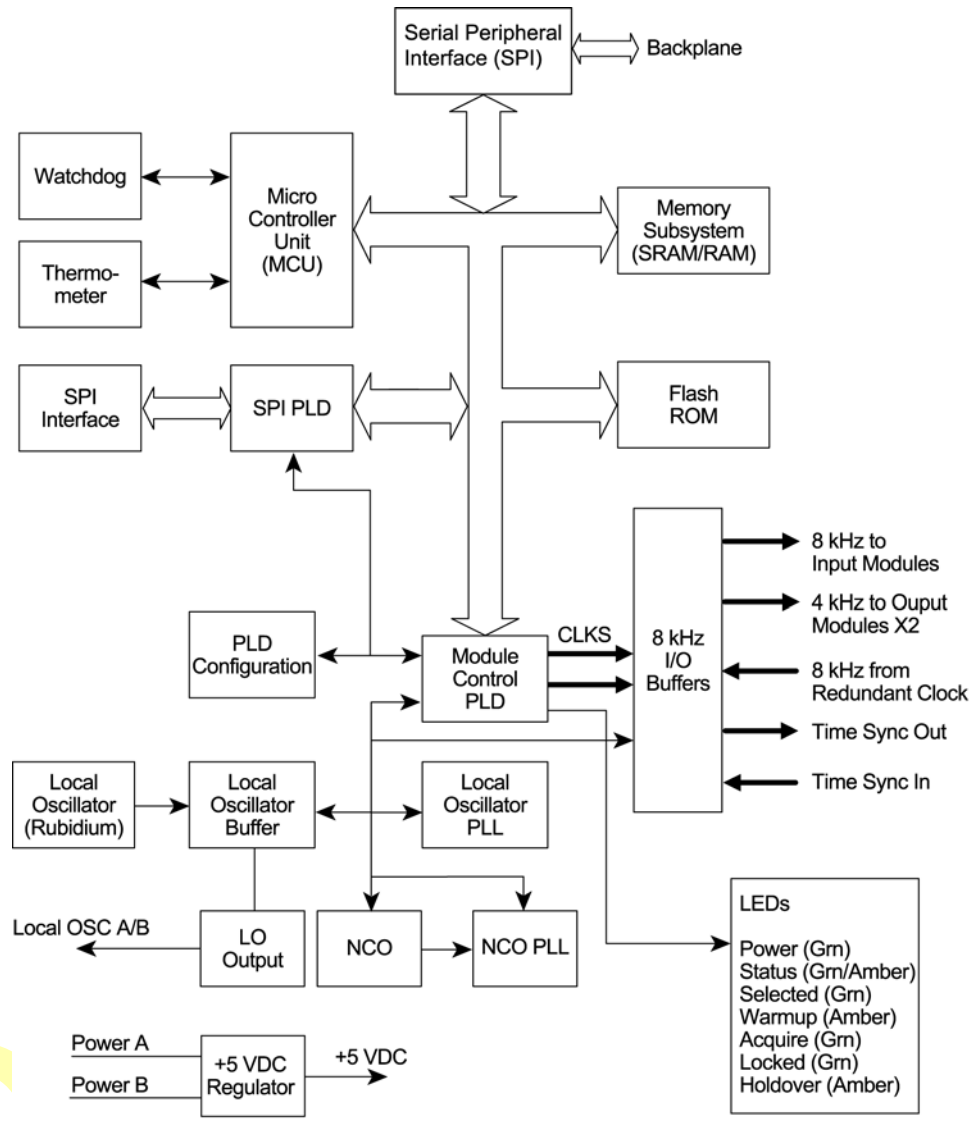 Serial Peripheral
Interface (SPI)
Backplane
Watchdog
Micro
Controller
Unit
(MCU)
Memory
Subsystem
(SRAM/RAM)
Thermo-
meter
SPI
Interface
SPI PLD
Flash
ROM
PLD
Configuration
Module
Control
PLD
CLKS
8 kHz
I/O
Buffers
8 kHz to
Input Modules
4 kHz to Ouput
Modules X2
8 kHz from
Redundant Clock
Time Sync Out
Time Sync In
Local
Oscillator
(Rubidium)
Local
Oscillator
Buffer
Local
Oscillator
PLL
Local OSC A/B
LO
Output
NCO
NCO PLL
LEDs
Power (Grn)
Status (Grn/Amber)
Selected (Grn)
Warmup (Amber)
Acquire (Grn)
Locked (Grn)
Holdover (Amber)
Power A
Power B
+5 VDC
Regulator
+5 VDC